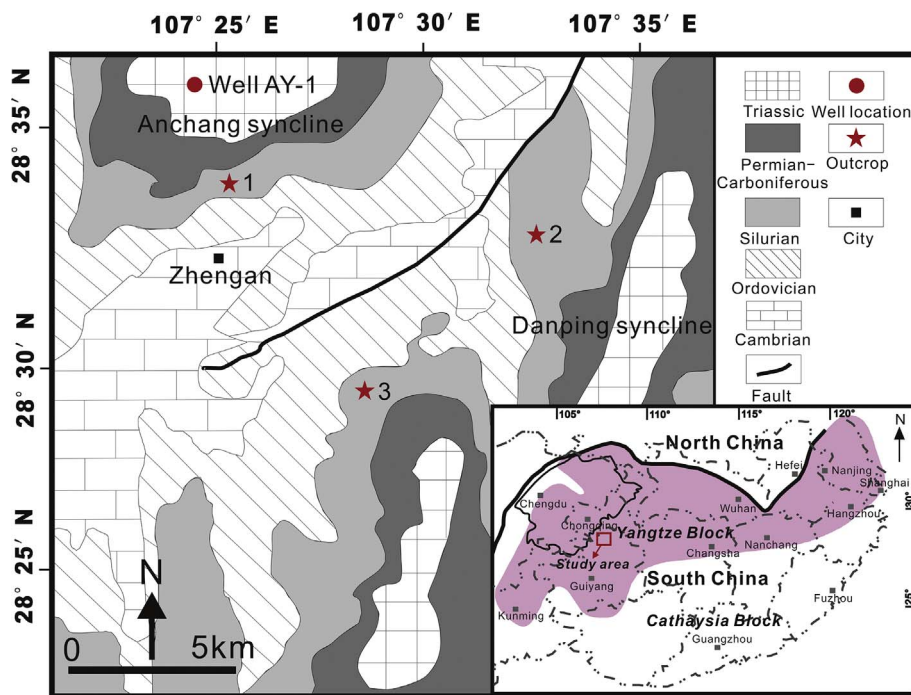 107° 25′ E
107° 30′ E
107° 35′ E
28° 35′ N
28° 30′ N
28° 25′ N
Well AY-1
Anchang syncline
1
2
Zhengan
Danping syncline
3
N
0 5km
Triassic
Well location
Permian-
Carboniferous
Outcrop
Silurian
City
Ordovician
Cambrian
Fault
105°
110°
115°
120°
N
North China
Hefei
Nanjing
Shanghai
Chengdu
Wuhan
Hangzhou
30°
Chongqing
Yangtze Block
Study area
Changsha
Nanchang
Guiyang
South China
Fuzhou
25°
Kunming
Cathaysia Block
Guangzhou